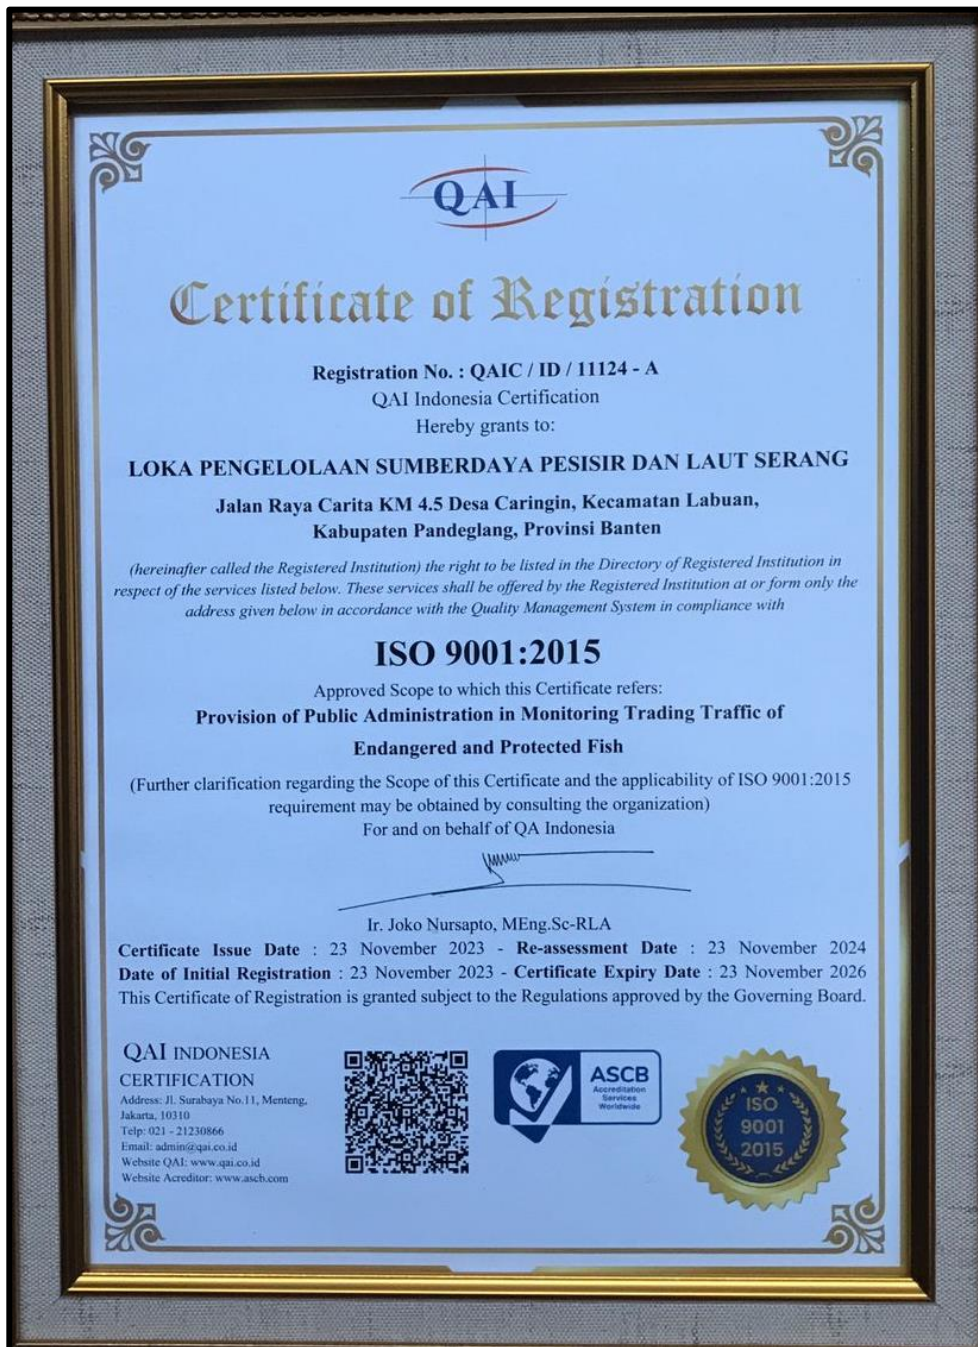 QAI
Certificate of Registration
Registration No. : QAIC / ID / 11124 - A
QAI Indonesia Certification
Hereby grants to:
LOKA PENGELOLAAN SUMBERDAYA PESISIR DAN LAUT SERANG
Jalan Raya Carita KM 4.5 Desa Caringin, Kecamatan Labuan,
Kabupaten Pandeglang, Provinsi Banten
(hereinafter called the Registered Institution) the right to be listed in the Directory of Registered Institution in
respect of the services listed below. These services shall be offered by the Registered Institution at or form only the
address given below in accordance with the Quality Management System in compliance with
ISO 9001:2015
Approved Scope to which this Certificate refers:
Provision of Public Administration in Monitoring Trading Traffic of
Endangered and Protected Fish
(Further clarification regarding the Scope of this Certificate and the applicability of ISO 9001:2015
requirement may be obtained by consulting the organization)
For and on behalf of QA Indonesia
Ir. Joko Nursapto, MEng.Sc-RLA
Certificate Issue Date : 23 November 2023 - Re-assessment Date : 23 November 2024
Date of Initial Registration : 23 November 2023 - Certificate Expiry Date : 23 November 2026
This Certificate of Registration is granted subject to the Regulations approved by the Governing Board.
QAI INDONESIA
CERTIFICATION
Address: Jl. Surabaya No.11, Menteng,
Jakarta, 10310
Telp: 021 - 21230866
Email: admin@qai.co.id
Website QAI: www.qai.co.id
Website Acreditor: www.ascb.com
ASCB
Accreditation
Services
Worldwide
ISO
9001
2015